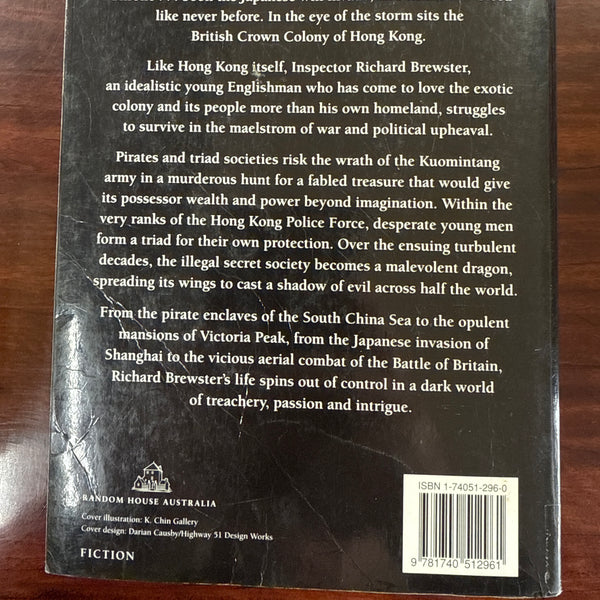 like never before. In the eye of the storm sits the
British Crown Colony of Hong Kong.
Like Hong Kong itself, Inspector Richard Brewster,
an idealistic young Englishman who has come to love the exotic
colony and its people more than his own homeland, struggles
to survive in the maelstrom of war and political upheaval.
Pirates and triad societies risk the wrath of the Kuomintang
army in a murderous hunt for a fabled treasure that would give
its possessor wealth and power beyond imagination. Within the
very ranks of the Hong Kong Police Force, desperate young men
form a triad for their own protection. Over the ensuing turbulent
decades, the illegal secret society becomes a malevolent dragon,
spreading its wings to cast a shadow of evil across half the world.
From the pirate enclaves of the South China Sea to the opulent
mansions of Victoria Peak, from the Japanese invasion of
Shanghai to the vicious aerial combat of the Battle of Britain,
Richard Brewster's life spins out of control in a dark world
of treachery, passion and intrigue.
RANDOM HOUSE AUSTRALIA
Cover illustration: K. Chin Gallery
Cover design: Darian Causby/Highway 51 Design Works
FICTION
ISBN 1-74051-296-0
9 781740 512961